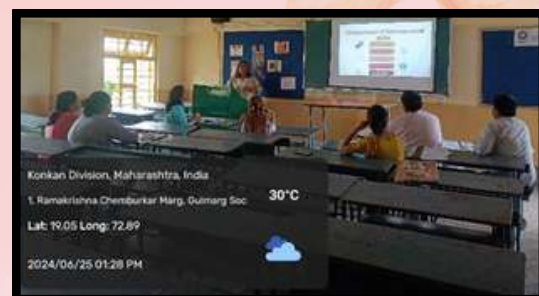 Konkan Division, Maharashtra, India
1, Ramakrishna Chemburkar Marg, Gulmarg Soc
30°C
Lat: 19.05 Long: 72.89
2024/06/25 01:28 PM